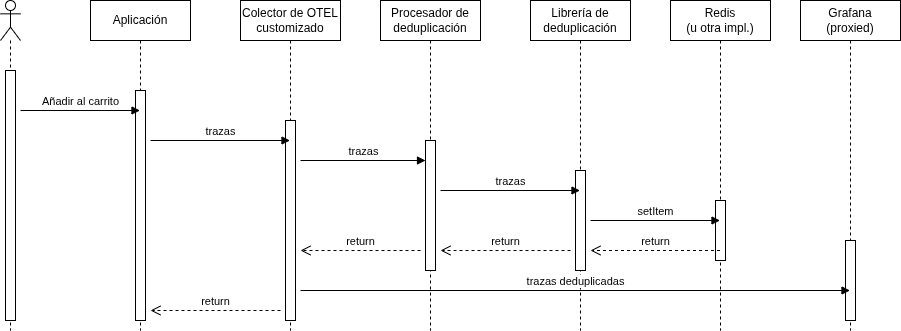 Aplicación
Colector de OTEL
customizado
Procesador de
deduplicación
Librería de
deduplicación
Redis
(u otra impl.)
Grafana
(proxied)
Añadir al carrito
trazas
trazas
trazas
setItem
return
return
return
trazas deduplicadas
return